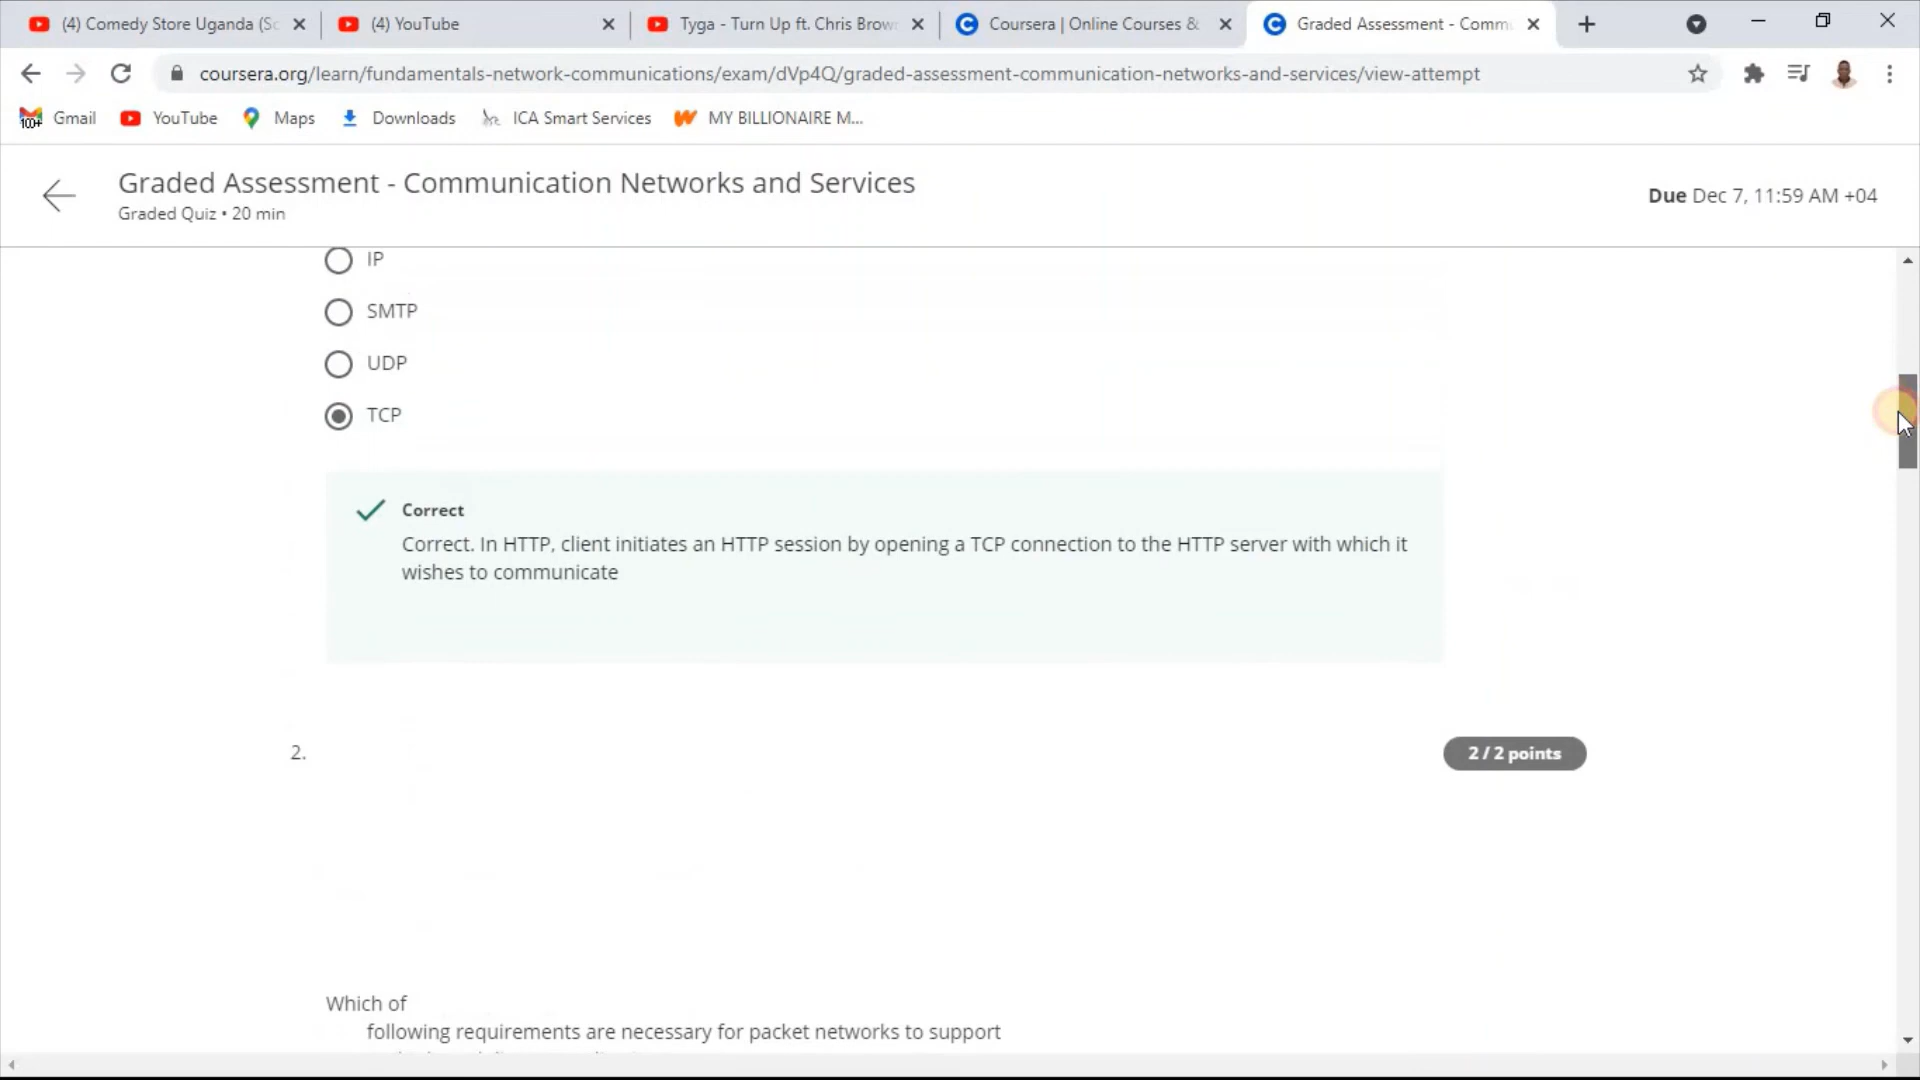 (4) Comedy Store Uganda (Sc
(4) YouTube
Tyga - Turn Up ft. Chris Brow
Coursera | Online Courses &
Graded Assessment - Comm
coursera.org/learn/fundamentals-network-communications/exam/dVp4Q/graded-assessment-communication-networks-and-services/view-attempt
100+
Gmail
YouTube
Maps
Downloads
ICA Smart Services
MY BILLIONAIRE M...
Graded Assessment - Communication Networks and Services
Graded Quiz • 20 min
Due Dec 7, 11:59 AM +04
IP
SMTP
UDP
TCP
Correct
Correct. In HTTP, client initiates an HTTP session by opening a TCP connection to the HTTP server with which it
wishes to communicate
2.
2 / 2 points
Which of
following requirements are necessary for packet networks to support